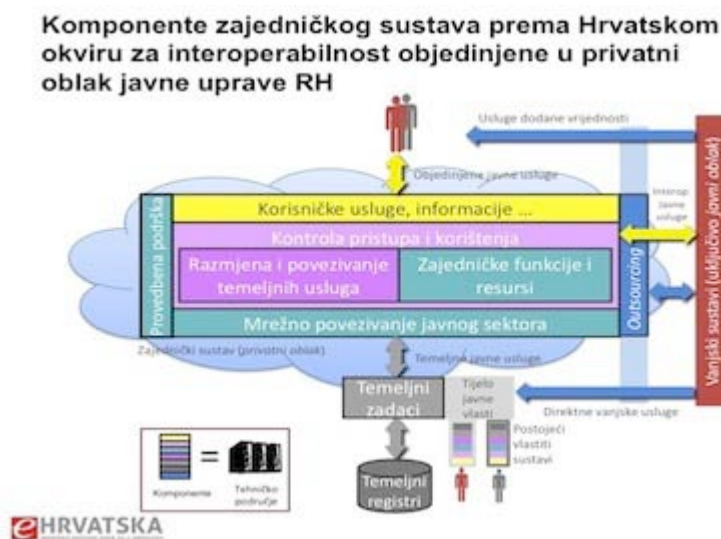 Komponente zajedničkog sustava prema Hrvatskom
okviru za interoperabilnost objedinjene u privatni
oblak javne uprave RH
Usluge dodane vrijednosti
Objedinjene javne usluge
Korisničke usluge, informacije ...
Interop.
javne
usluge
Kontrola pristupa i korištenja
Razmjena i povezivanje
temeljnih usluga
Zajedničke funkcije i
resursi
Mrežno povezivanje javnog sektora
Provedbena podrška
Outsourcing
Vanjski sustavi (uključivo javni oblak)
Zajednički sustav (privatni oblak)
Temeljne javne usluge
Temeljni
zadaci
Tijelo
javne
vlasti
Direktne vanjske usluge
Postojeći
vlastiti
sustavi
Temeljni
registri
=
Komponente
Tehničko
područje
eHRVATSKA